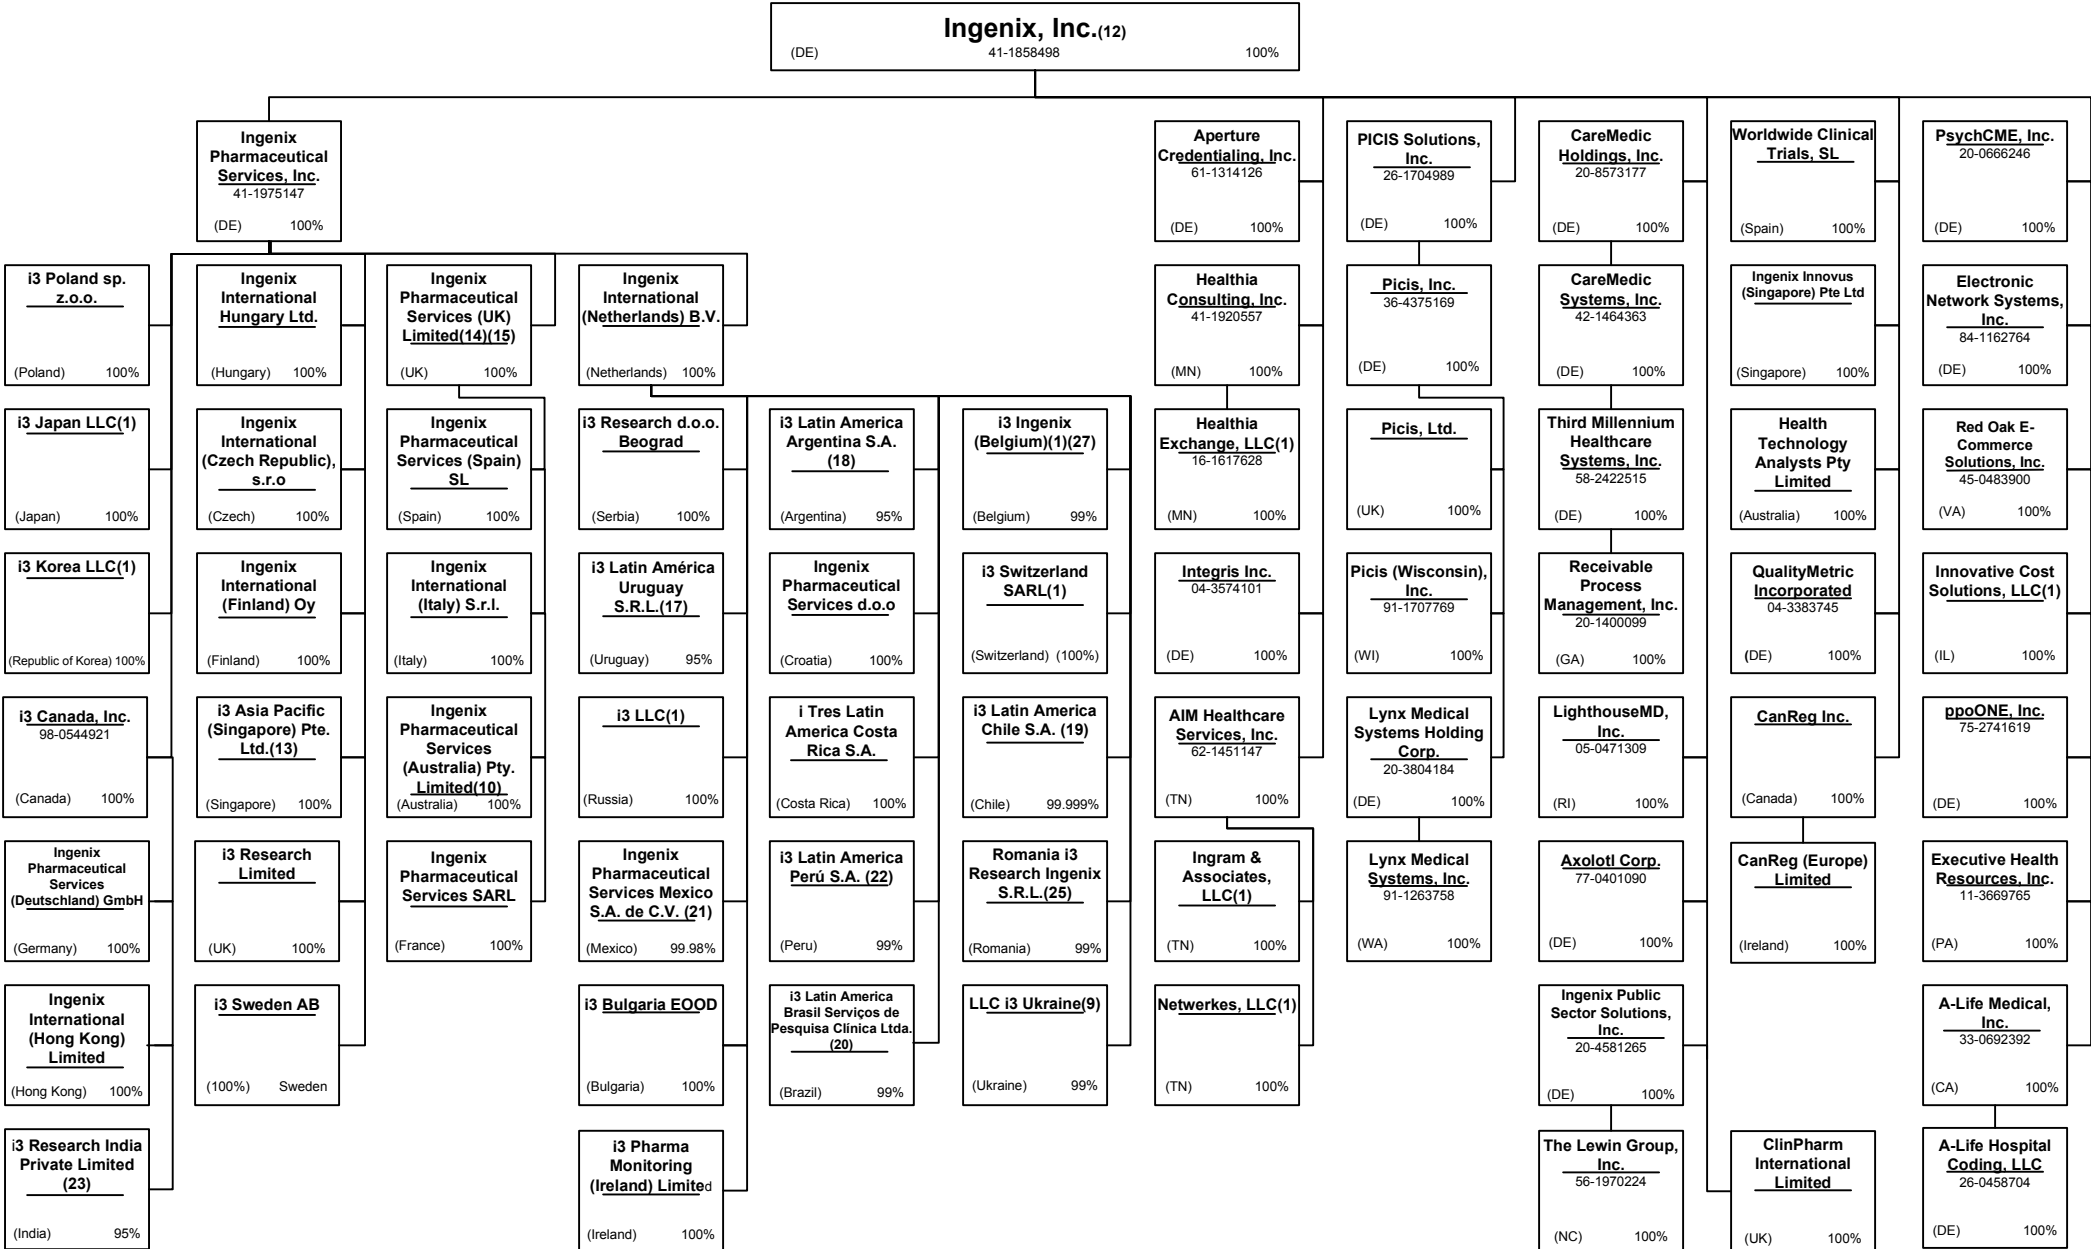 Ingenix, Inc.(12)
(DE) 41-1858498 100%
Ingenix
Pharmaceutical
Services, Inc.
41-1975147
(DE) 100%
Aperture
Credentialing, Inc.
61-1314126
(DE) 100%
PICIS Solutions,
Inc.
26-1704989
(DE) 100%
CareMedic
Holdings, Inc.
20-8573177
(DE) 100%
Worldwide Clinical
Trials, SL
(Spain) 100%
PsychCME, Inc.
20-0666246
(DE) 100%
i3 Poland sp.
z.o.o.
(Poland) 100%
Ingenix
International
Hungary Ltd.
(Hungary) 100%
Ingenix
Pharmaceutical
Services (UK)
Limited(14)(15)
(UK) 100%
Ingenix
International
(Netherlands) B.V.
(Netherlands) 100%
Healthia
Consulting, Inc.
41-1920557
(MN) 100%
Picis, Inc.
36-4375169
(DE) 100%
CareMedic
Systems, Inc.
42-1464363
(DE) 100%
Ingenix Innovus
(Singapore) Pte Ltd
(Singapore) 100%
Electronic
Network Systems,
Inc.
84-1162764
(DE) 100%
i3 Japan LLC(1)
(Japan) 100%
Ingenix
International
(Czech Republic),
s.r.o
(Czech) 100%
Ingenix
Pharmaceutical
Services (Spain)
SL
(Spain) 100%
i3 Research d.o.o.
Beograd
(Serbia) 100%
i3 Latin America
Argentina S.A.
(18)
(Argentina) 95%
i3 Ingenix
(Belgium)(1)(27)
(Belgium) 99%
Healthia
Exchange, LLC(1)
16-1617628
(MN) 100%
Picis, Ltd.
(UK) 100%
Third Millennium
Healthcare
Systems, Inc.
58-2422515
(DE) 100%
Health
Technology
Analysts Pty
Limited
(Australia) 100%
Red Oak E-
Commerce
Solutions, Inc.
45-0483900
(VA) 100%
i3 Korea LLC(1)
(Republic of Korea) 100%
Ingenix
International
(Finland) Oy
(Finland) 100%
Ingenix
International
(Italy) S.r.l.
(Italy) 100%
i3 Latin América
Uruguay
S.R.L.(17)
(Uruguay) 95%
Ingenix
Pharmaceutical
Services d.o.o
(Croatia) 100%
i3 Switzerland
SARL(1)
(Switzerland) (100%)
Integris Inc.
04-3574101
(DE) 100%
Picis (Wisconsin),
Inc.
91-1707769
(WI) 100%
Receivable
Process
Management, Inc.
20-1400099
(GA) 100%
QualityMetric
Incorporated
04-3383745
(DE) 100%
Innovative Cost
Solutions, LLC(1)
(IL) 100%
i3 Canada, Inc.
98-0544921
(Canada) 100%
i3 Asia Pacific
(Singapore) Pte.
Ltd.(13)
(Singapore) 100%
Ingenix
Pharmaceutical
Services
(Australia) Pty.
Limited(10)
(Australia) 100%
i3 LLC(1)
(Russia) 100%
i Tres Latin
America Costa
Rica S.A.
(Costa Rica) 100%
i3 Latin America
Chile S.A. (19)
(Chile) 99.999%
AIM Healthcare
Services, Inc.
62-1451147
(TN) 100%
Lynx Medical
Systems Holding
Corp.
20-3804184
(DE) 100%
LighthouseMD,
Inc.
05-0471309
(RI) 100%
CanReg Inc.
(Canada) 100%
ppoONE, Inc.
75-2741619
(DE) 100%
Ingenix
Pharmaceutical
Services
(Deutschland) GmbH
(Germany) 100%
i3 Research
Limited
(UK) 100%
Ingenix
Pharmaceutical
Services SARL
(France) 100%
Ingenix
Pharmaceutical
Services Mexico
S.A. de C.V. (21)
(Mexico) 99.98%
i3 Latin America
Perú S.A. (22)
(Peru) 99%
Romania i3
Research Ingenix
S.R.L.(25)
(Romania) 99%
Ingram &
Associates,
LLC(1)
(TN) 100%
Lynx Medical
Systems, Inc.
91-1263758
(WA) 100%
Axolotl Corp.
77-0401090
(DE) 100%
CanReg (Europe)
Limited
(Ireland) 100%
Executive Health
Resources, Inc.
11-3669765
(PA) 100%
Ingenix
International
(Hong Kong)
Limited
(Hong Kong) 100%
i3 Sweden AB
(100%) Sweden
i3 Bulgaria EOOD
(Bulgaria) 100%
i3 Latin America
Brasil Serviços de
Pesquisa Clínica Ltda.
(20)
(Brazil) 99%
LLC i3 Ukraine(9)
(Ukraine) 99%
Netwerkes, LLC(1)
(TN) 100%
Ingenix Public
Sector Solutions,
Inc.
20-4581265
(DE) 100%
A-Life Medical,
Inc.
33-0692392
(CA) 100%
i3 Research India
Private Limited
(23)
(India) 95%
i3 Pharma
Monitoring
(Ireland) Limited
(Ireland) 100%
The Lewin Group,
Inc.
56-1970224
(NC) 100%
ClinPharm
International
Limited
(UK) 100%
A-Life Hospital
Coding, LLC
26-0458704
(DE) 100%